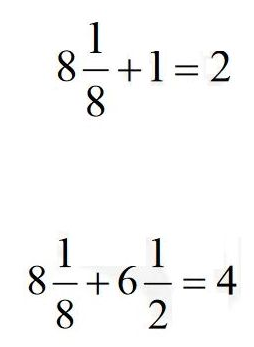 8 1/8 + 1 = 2
8 1/8 + 6 1/2 = 4